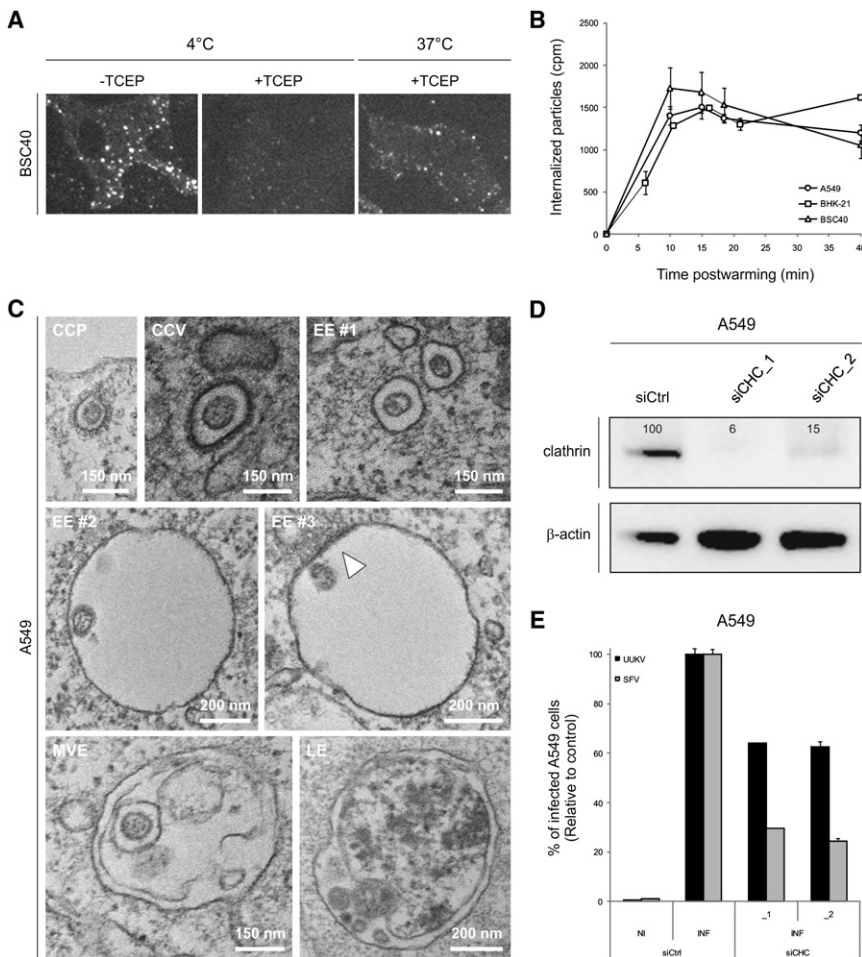 A
4°C
37°C
-TCEP
+TCEP
+TCEP
BSC40
B
Internalized particles (cpm)
2500
2000
1500
1000
500
0
0 5 10 15 20 25 30 35 40
Time postwarming (min)
A549
BHK-21
BSC40
C
A549
CCP
150 nm
CCV
150 nm
EE #1
150 nm
EE #2
200 nm
EE #3
200 nm
MVE
150 nm
LE
200 nm
D
A549
siCtrl
siCHC_1
siCHC_2
clathrin
100 6 15
β-actin
E
A549
% of infected A549 cells
(Relative to control)
100
80
60
40
20
0
UUKV
SFV
_1 _2
NI INF INF
siCtrl siCHC